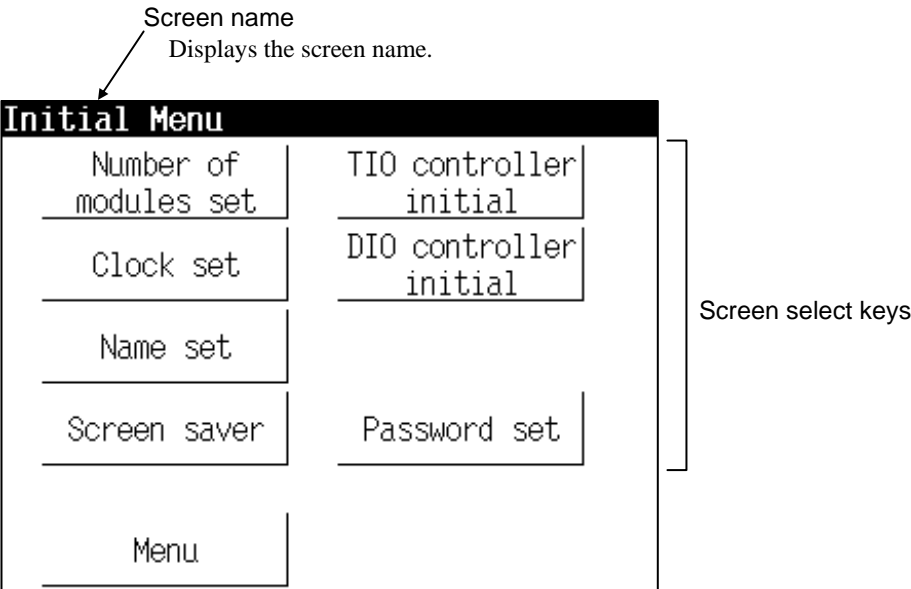 Screen name
Displays the screen name.
Initial Menu
Number of
modules set
TIO controller
initial
Clock set
DIO controller
initial
Name set
Screen saver
Password set
Menu
Screen select keys